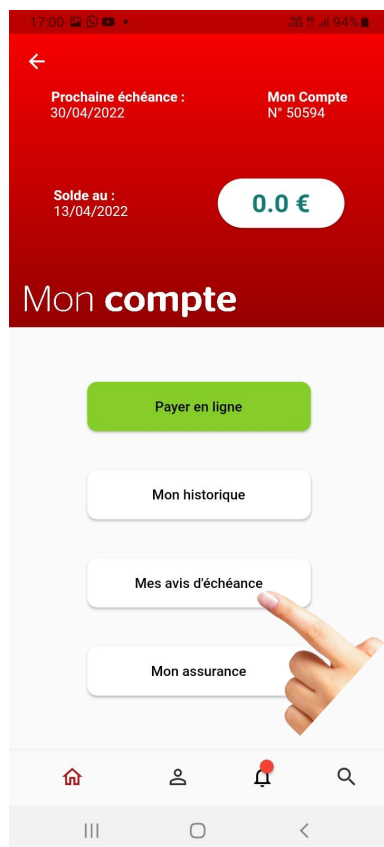 17:00
94%
Prochaine échéance :
30/04/2022
Mon Compte
N° 50594
Solde au :
13/04/2022
0.0 €
Mon compte
Payer en ligne
Mon historique
Mes avis d'échéance
Mon assurance